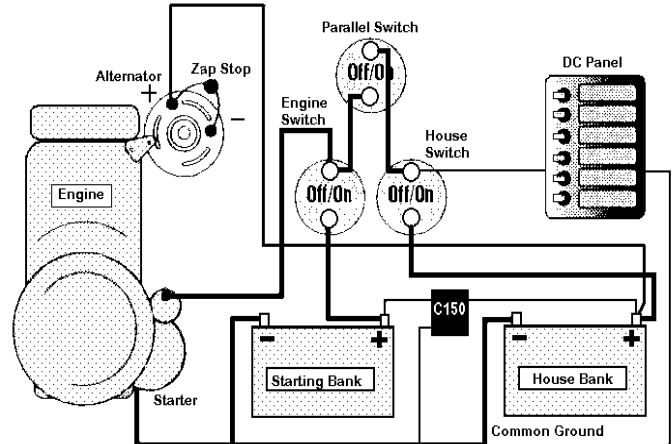 Parallel Switch
Zap Stop
DC Panel
Alternator
+
Off/On
Engine
Switch
-
House
Switch
Engine
Off/On
Off/On
C150
-
+
-
+
Starting Bank
House Bank
Starter
Common Ground